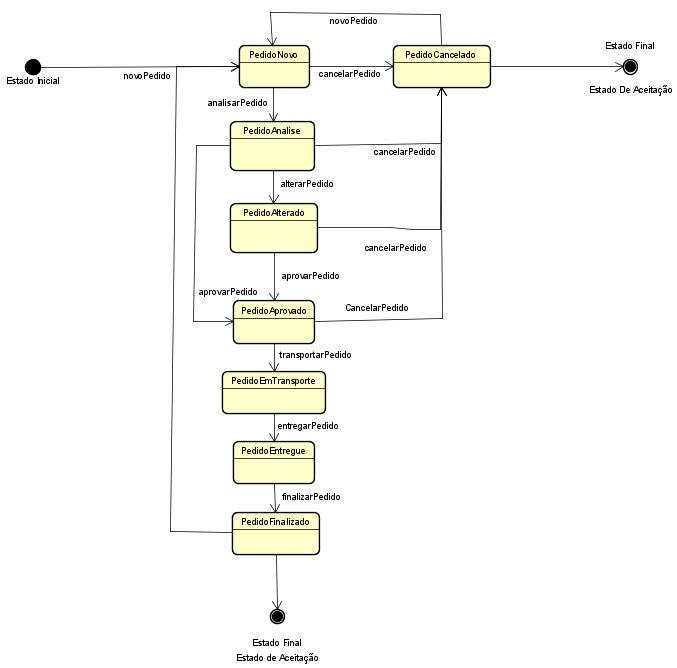 novoPedido
Estado Final
PedidoNovo
PedidoCancelado
Estado Inicial
novoPedido
cancelarPedido
Estado De Aceitação
analisarPedido
PedidoAnalise
cancelarPedido
alterarPedido
PedidoAlterado
cancelarPedido
aprovarPedido
aprovarPedido
PedidoAprovado
CancelarPedido
transportarPedido
PedidoEmTransporte
entregarPedido
PedidoEntregue
finalizarPedido
PedidoFinalizado
Estado Final
Estado de Aceitação